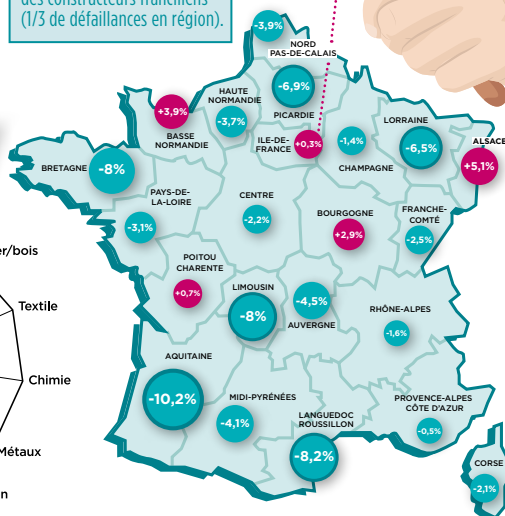 des constructeurs franciliens
(1/3 de défaillances en région).
-3,9%
NORD
PAS-DE-CALAIS
-6,9%
PICARDIE
HAUTE
NORMANDIE
-3,7%
+3,9%
BASSE
NORMANDIE
ILE-DE-
FRANCE
+0,3%
-1,4%
CHAMPAGNE
LORRAINE
-6,5%
ALSACE
+5,1%
BRETAGNE
-8%
PAYS-DE-
LA-LOIRE
-3,1%
CENTRE
-2,2%
BOURGOGNE
+2,9%
FRANCHE-
COMTÉ
-2,5%
POITOU
CHARENTE
+0,7%
LIMOUSIN
-8%
-4,5%
AUVERGNE
RHÔNE-ALPES
-1,6%
AQUITAINE
-10,2%
MIDI-PYRÉNÉES
-4,1%
LANGUEDOC
ROUSSILLON
-8,2%
PROVENCE-ALPES
CÔTE D'AZUR
-0,5%
CORSE
-2,1%
er/bois
Textile
Chimie
Métaux
n